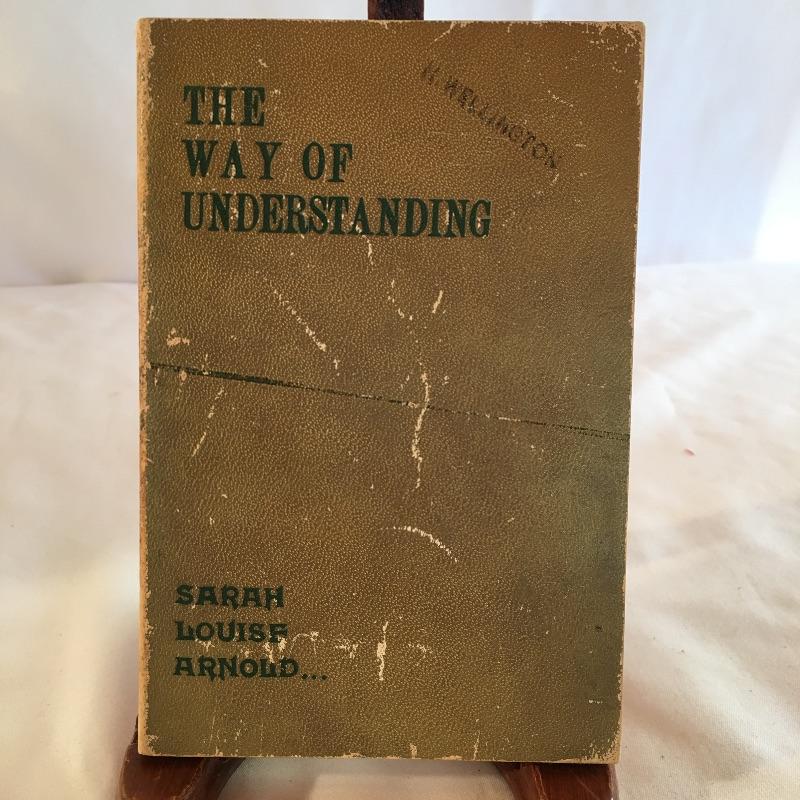 THE
WAY OF
UNDERSTANDING
H. WELLINGTON
SARAH
LOUISE
ARNOLD...